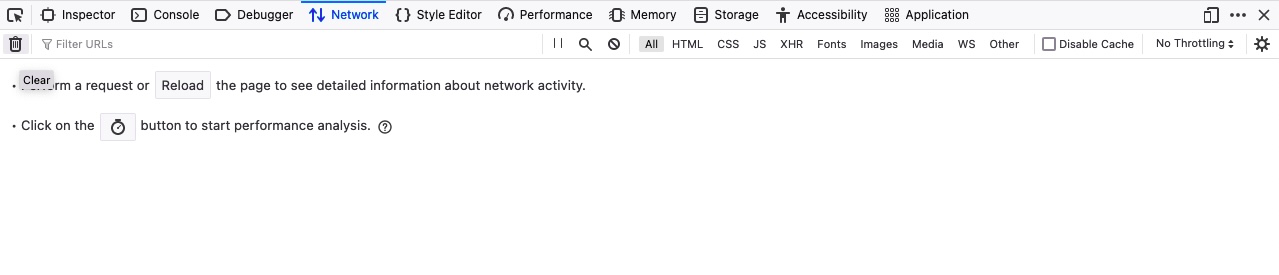 Inspector Console Debugger Network Style Editor Performance Memory Storage Accessibility Application
Filter URLs All HTML CSS JS XHR Fonts Images Media WS Other Disable Cache No Throttling
Clear
• a request or Reload the page to see detailed information about network activity.
• Click on the button to start performance analysis.